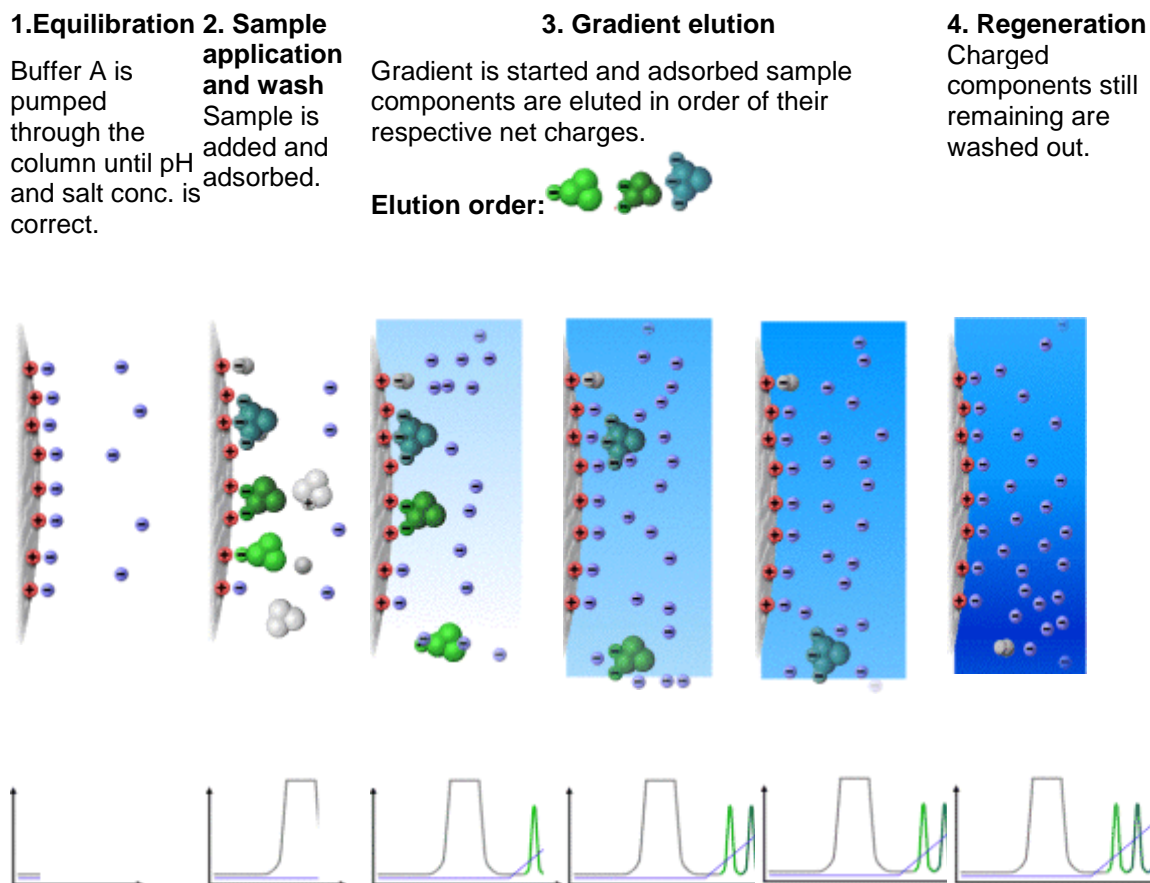 1.Equilibration
Buffer A is
pumped
through the
column until pH
and salt conc. is
correct.
2. Sample
application
and wash
Sample is
added and
adsorbed.
3. Gradient elution
Gradient is started and adsorbed sample
components are eluted in order of their
respective net charges.
Elution order:
4. Regeneration
Charged
components still
remaining are
washed out.